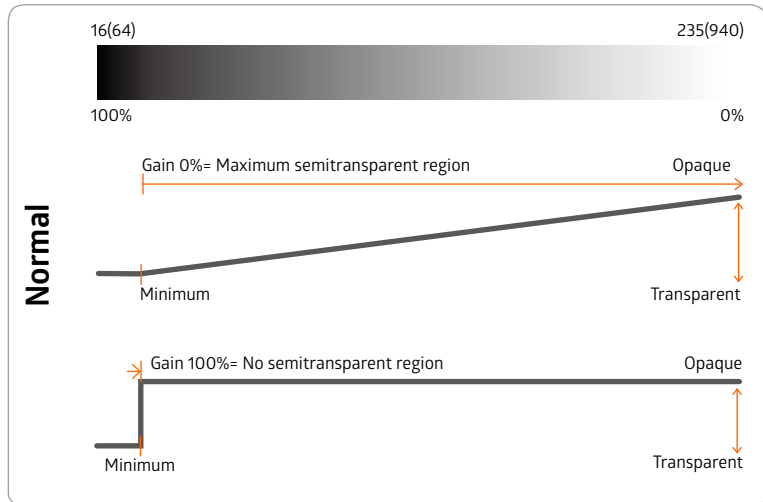 16(64)
235(940)
100%
0%
Gain 0%= Maximum semitransparent region
Opaque
Normal
Minimum
Transparent
Gain 100%= No semitransparent region
Opaque
Minimum
Transparent